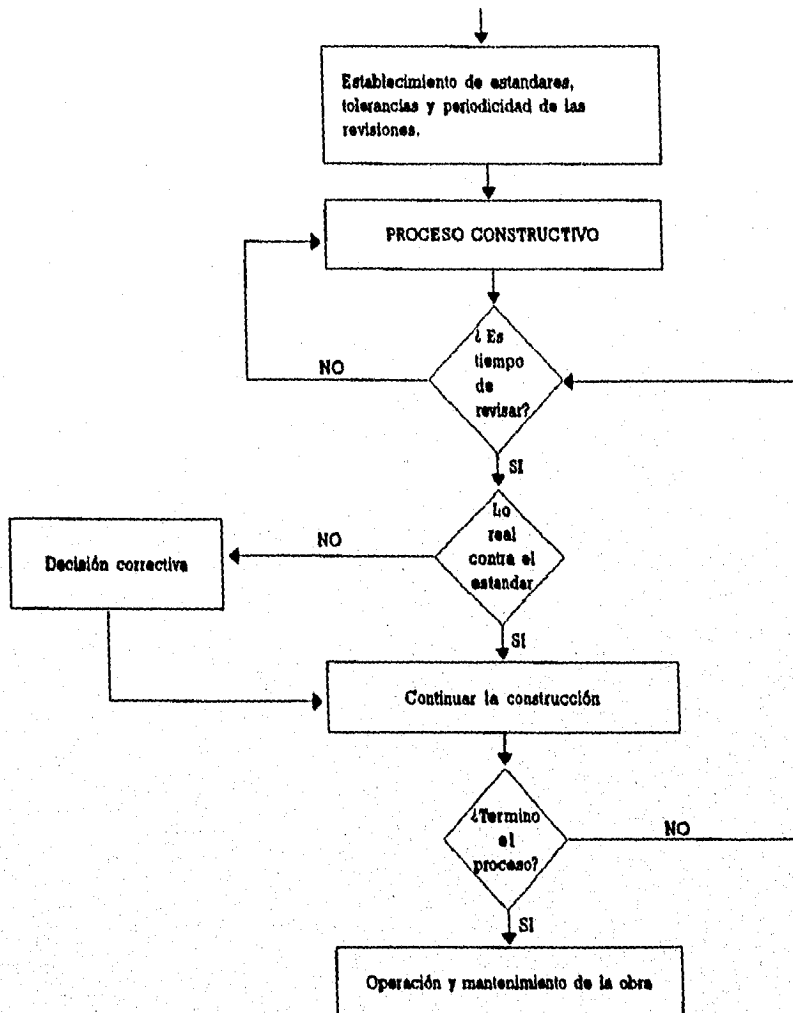 Establecimiento de estandares,
tolerancias y periodicidad de las
revisiones.
PROCESO CONSTRUCTIVO
¿ Es
tiempo
de
revisar?
NO
SI
Lo
real
contra el
estandar
NO
Decisión correctiva
SI
Continuar la construcción
¿Termino
el
proceso?
NO
SI
Operación y mantenimiento de la obra